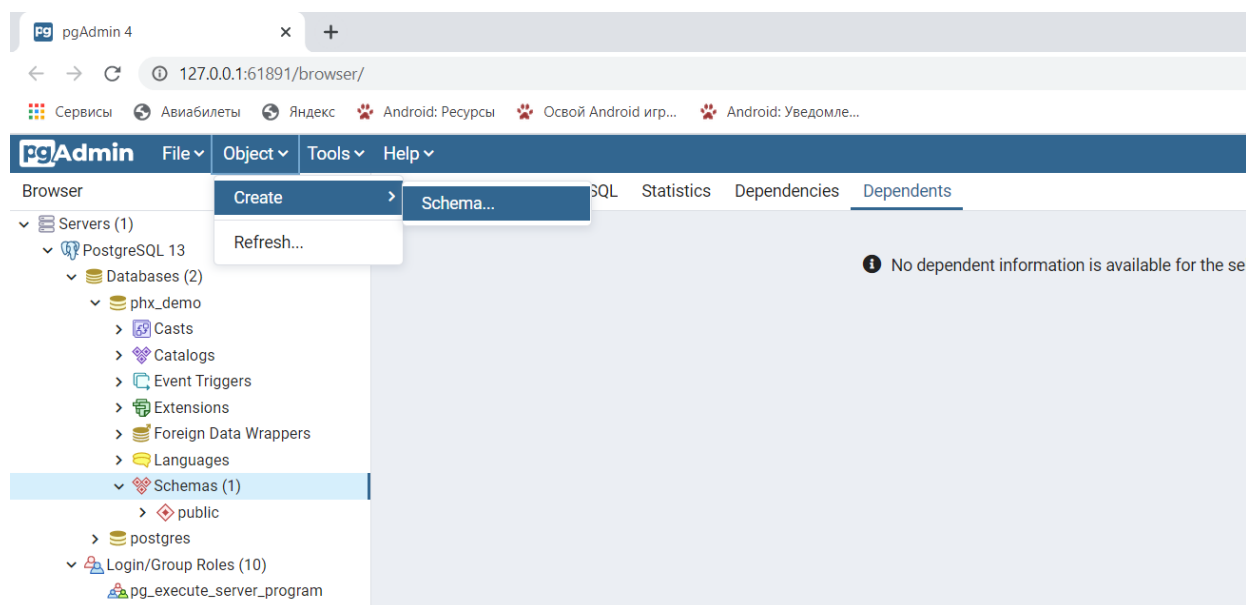 pgAdmin 4
127.0.0.1:61891/browser/
Сервисы Авиабилеты Яндекс Android: Ресурсы Освой Android игр... Android: Уведомле...
pgAdmin File Object Tools Help
Browser SQL Statistics Dependencies Dependents
Create Schema...
Refresh...
No dependent information is available for the se
Servers (1)
PostgreSQL 13
Databases (2)
phx_demo
Casts
Catalogs
Event Triggers
Extensions
Foreign Data Wrappers
Languages
Schemas (1)
public
postgres
Login/Group Roles (10)
pg_execute_server_program